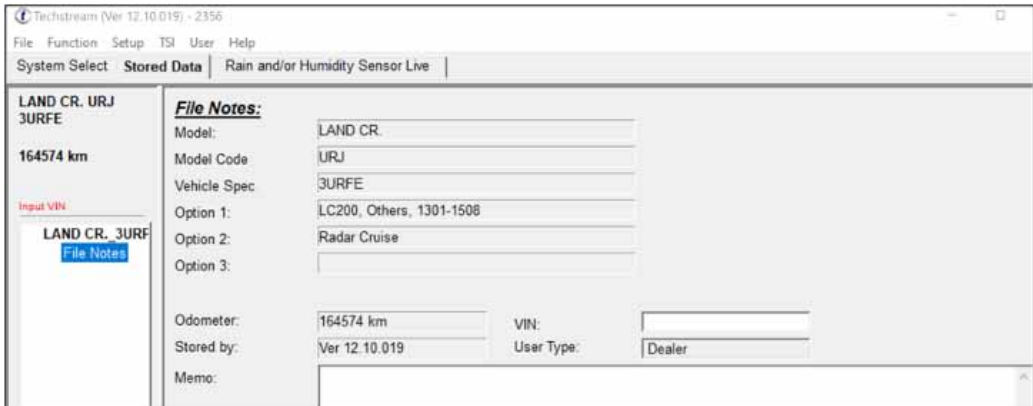 Techstream (Ver 12.10.019) - 2356
File Function Setup TSI User Help
System Select Stored Data Rain and/or Humidity Sensor Live
LAND CR. URJ
3URFE
164574 km
Input VIN
LAND CR._3URF
File Notes
File Notes:
Model: LAND CR.
Model Code URJ
Vehicle Spec 3URFE
Option 1: LC200, Others, 1301-1508
Option 2: Radar Cruise
Option 3:
Odometer: 164574 km VIN:
Stored by: Ver 12.10.019 User Type: Dealer
Memo: